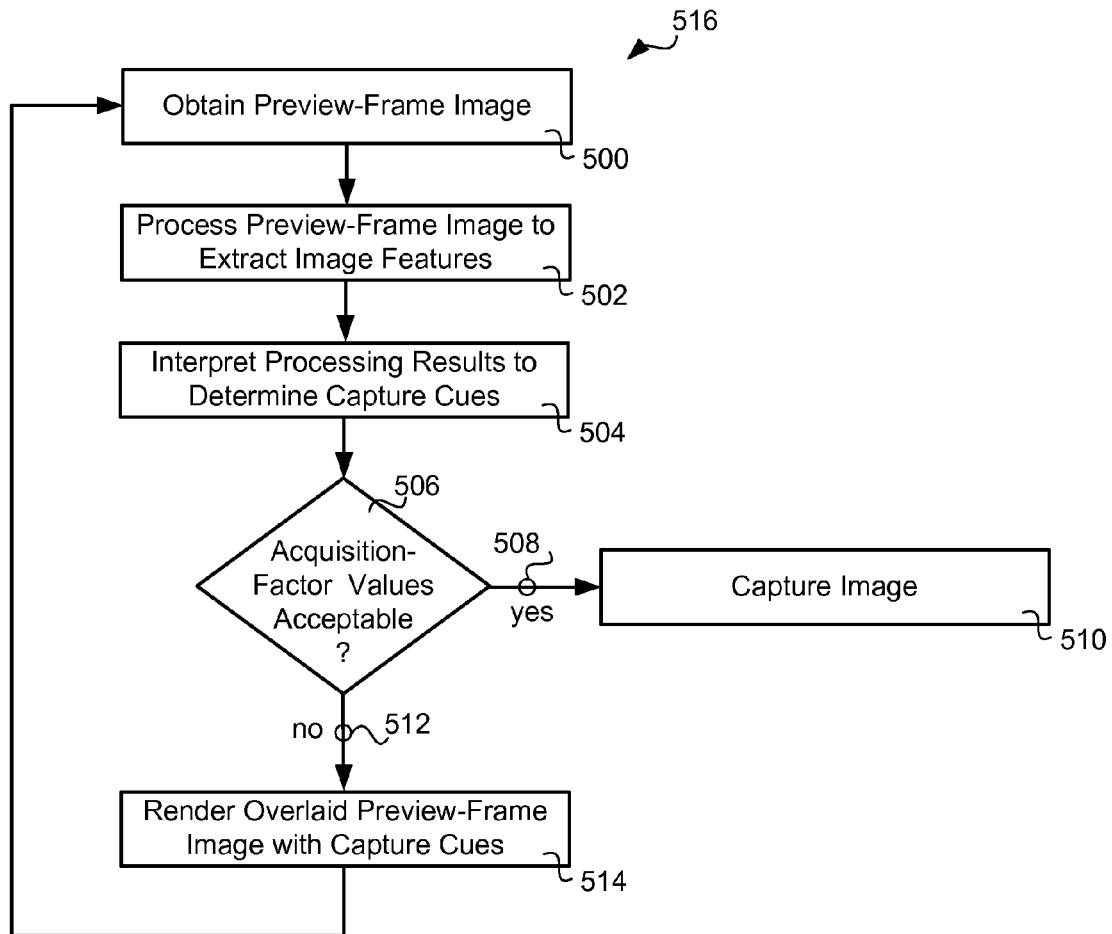 516
Obtain Preview-Frame Image
500
Process Preview-Frame Image to
Extract Image Features
502
Interpret Processing Results to
Determine Capture Cues
504
506
Acquisition-
Factor Values
Acceptable
?
508
yes
Capture Image
510
no
512
Render Overlaid Preview-Frame
Image with Capture Cues
514